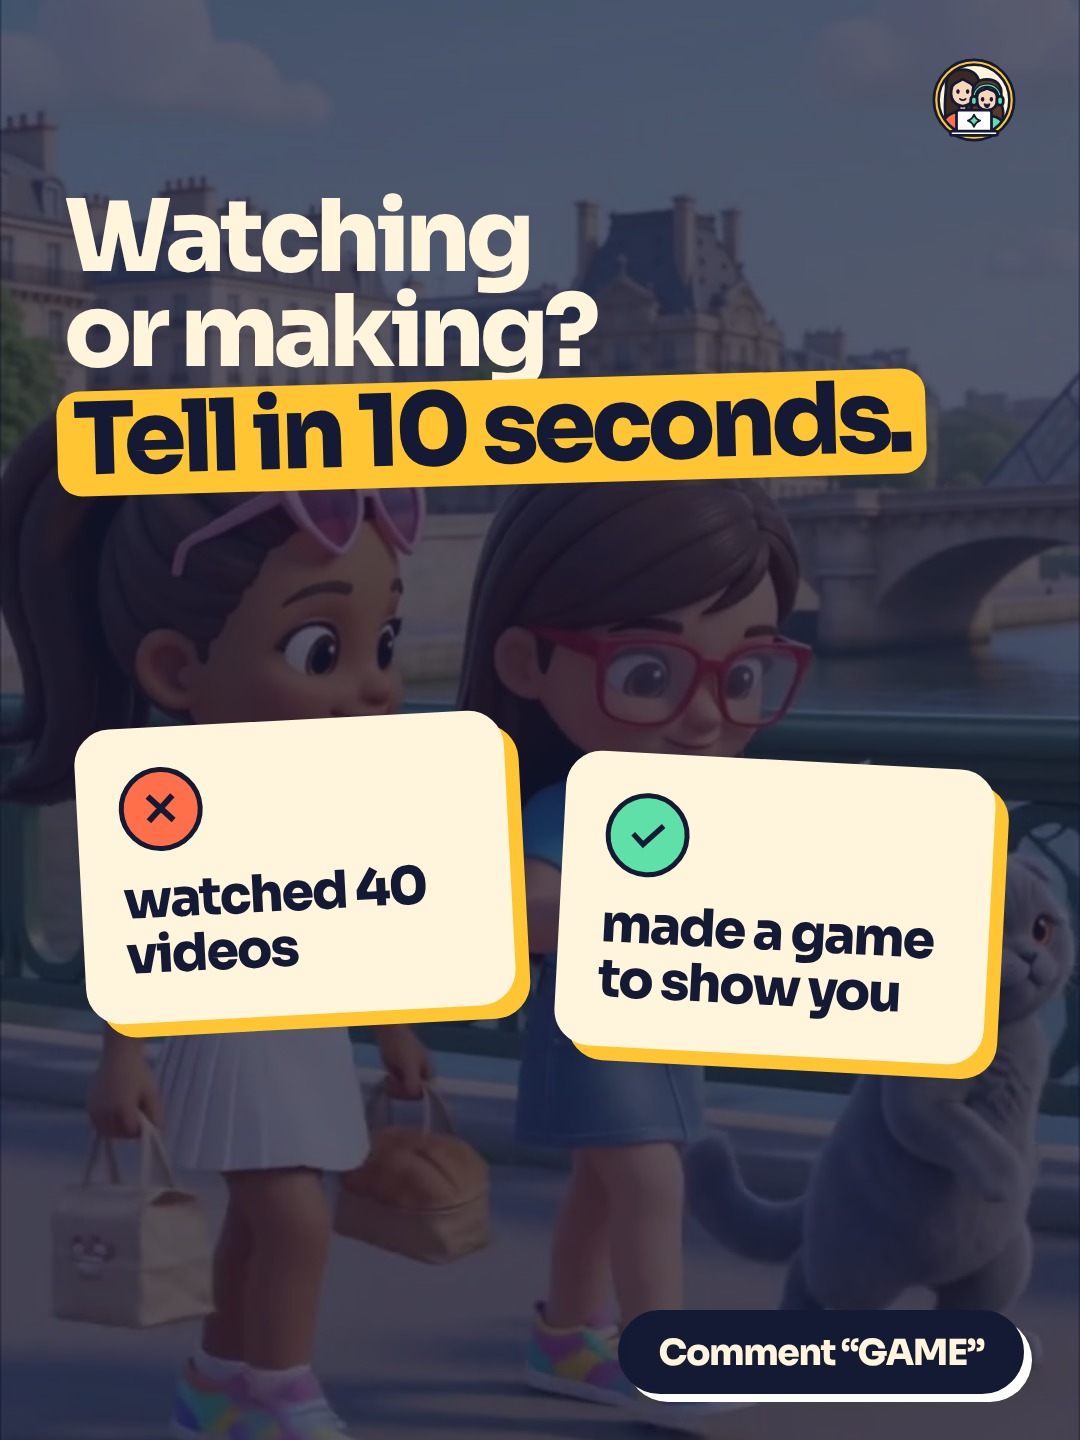 Watching
or making?
Tell in 10 seconds.
watched 40
videos
made a game
to show you
Comment “GAME”